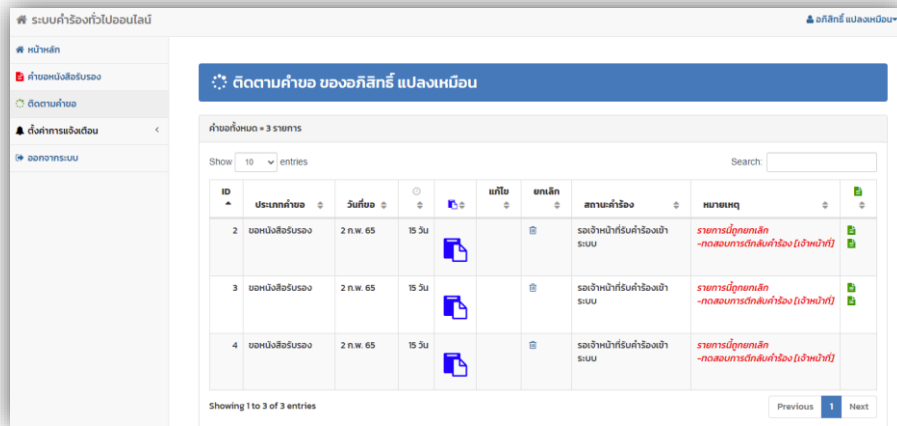 ระบบคำร้องทั่วไปออนไลน์
อภิสิทธิ์ แปลงเหมือน
หน้าหลัก
คำขอหนังสือรับรอง
ติดตามคำขอ
ตั้งค่าการแจ้งเตือน
ออกจากระบบ
ติดตามคำขอ ของอภิสิทธิ์ แปลงเหมือน
คำขอทั้งหมด = 3 รายการ
Show 10 entries
Search:
ID ประเภทคำขอ วันที่ขอ แก้ไข ยกเลิก สถานะคำร้อง หมายเหตุ
2 ขอหนังสือรับรอง 2 ก.พ. 65 15 วัน รอเจ้าหน้าที่รับคำร้องเข้า รายการนี้ถูกยกเลิก
ระบบ -ทดสอบการตีกลับคำร้อง [เจ้าหน้าที่]
3 ขอหนังสือรับรอง 2 ก.พ. 65 15 วัน รอเจ้าหน้าที่รับคำร้องเข้า รายการนี้ถูกยกเลิก
ระบบ -ทดสอบการตีกลับคำร้อง [เจ้าหน้าที่]
4 ขอหนังสือรับรอง 2 ก.พ. 65 15 วัน รอเจ้าหน้าที่รับคำร้องเข้า รายการนี้ถูกยกเลิก
ระบบ -ทดสอบการตีกลับคำร้อง [เจ้าหน้าที่]
Showing 1 to 3 of 3 entries
Previous 1 Next